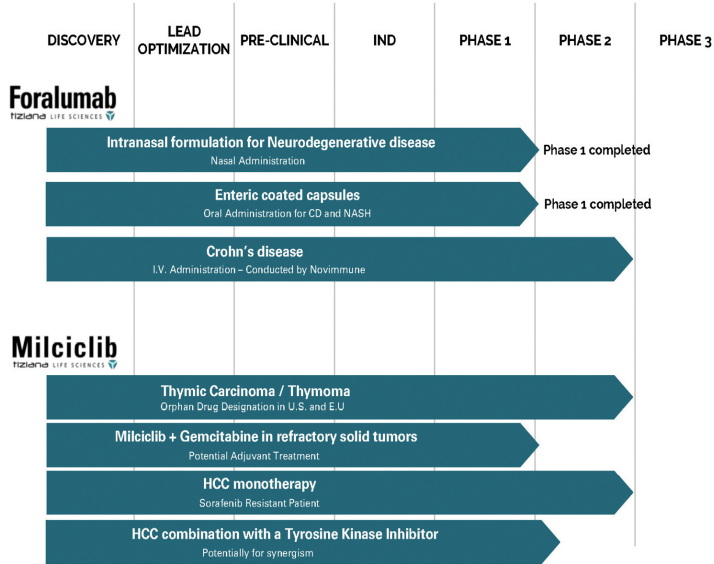 DISCOVERY
LEAD
OPTIMIZATION
PRE-CLINICAL
IND
PHASE 1
PHASE 2
PHASE 3
Foralumab
tiziana LIFE SCIENCES
Intranasal formulation for Neurodegenerative disease
Nasal Administration
Phase 1 completed
Enteric coated capsules
Oral Administration for CD and NASH
Phase 1 completed
Crohn's disease
I.V. Administration – Conducted by Novimmune
Milciclib
tiziana LIFE SCIENCES
Thymic Carcinoma / Thymoma
Orphan Drug Designation in U.S. and E.U
Milciclib + Gemcitabine in refractory solid tumors
Potential Adjuvant Treatment
HCC monotherapy
Sorafenib Resistant Patient
HCC combination with a Tyrosine Kinase Inhibitor
Potentially for synergism